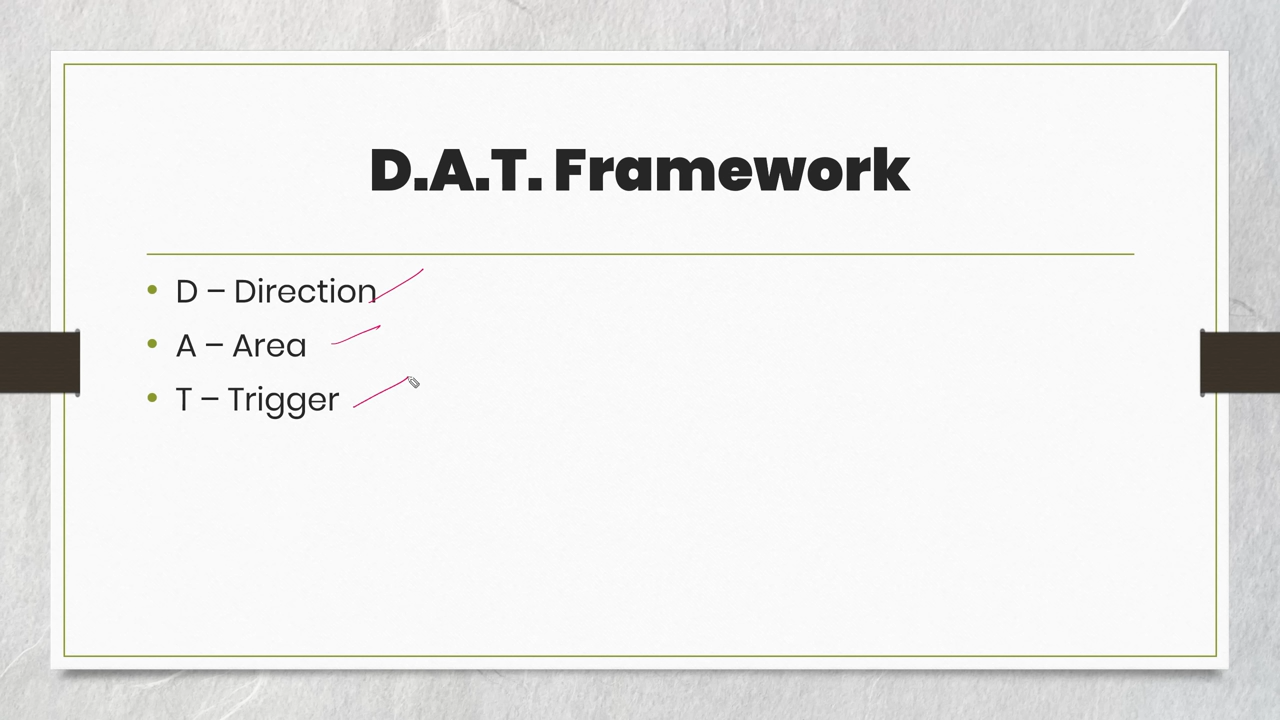 D.A.T. Framework
• D – Direction
• A – Area
• T – Trigger